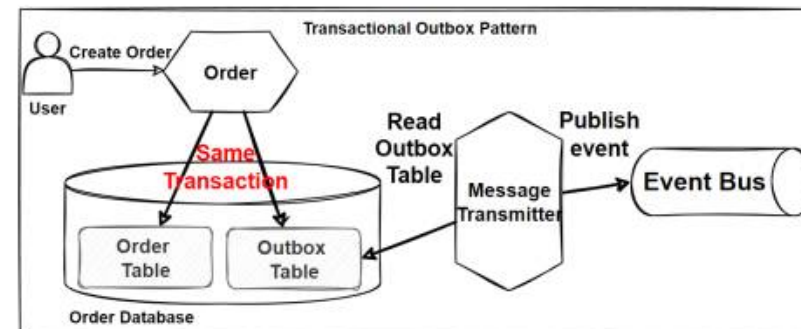 Transactional Outbox Pattern
Create Order
User
Order
Same
Transaction
Read
Outbox
Table
Message
Transmitter
Publish
event
Event Bus
Order
Table
Outbox
Table
Order Database